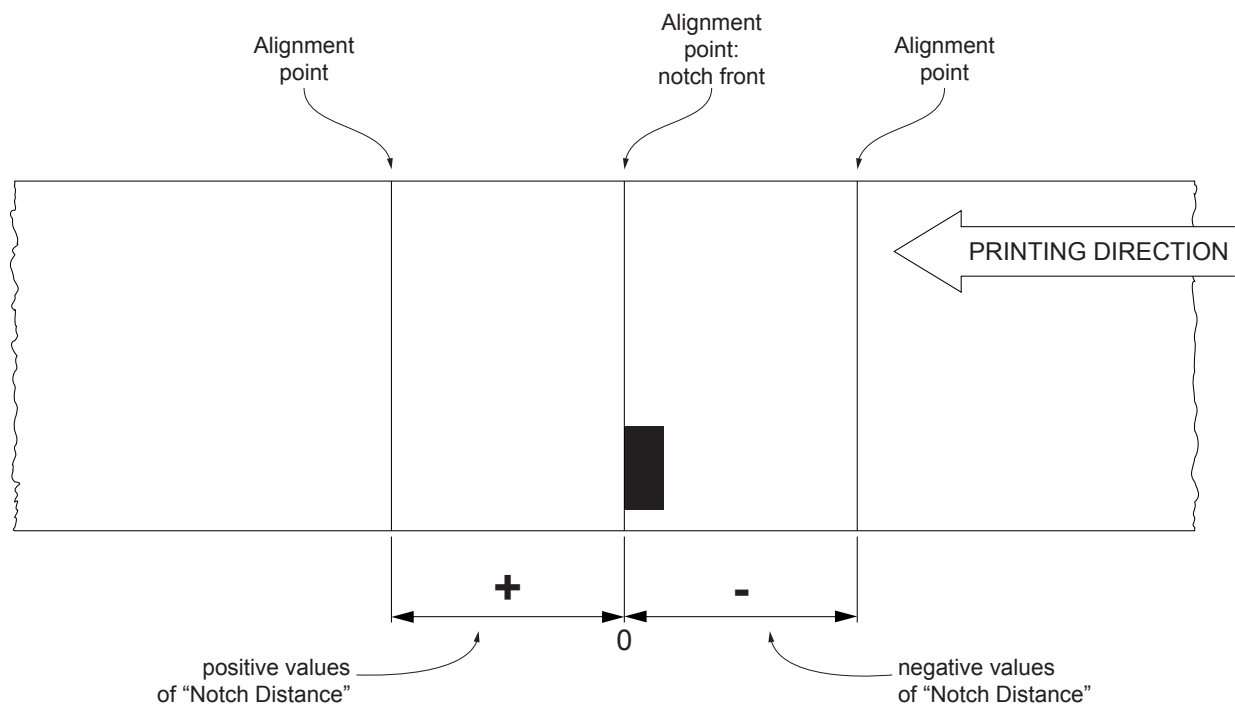 Alignment
point
Alignment
point:
notch front
Alignment
point
PRINTING DIRECTION
+
-
0
positive values
of “Notch Distance”
negative values
of “Notch Distance”